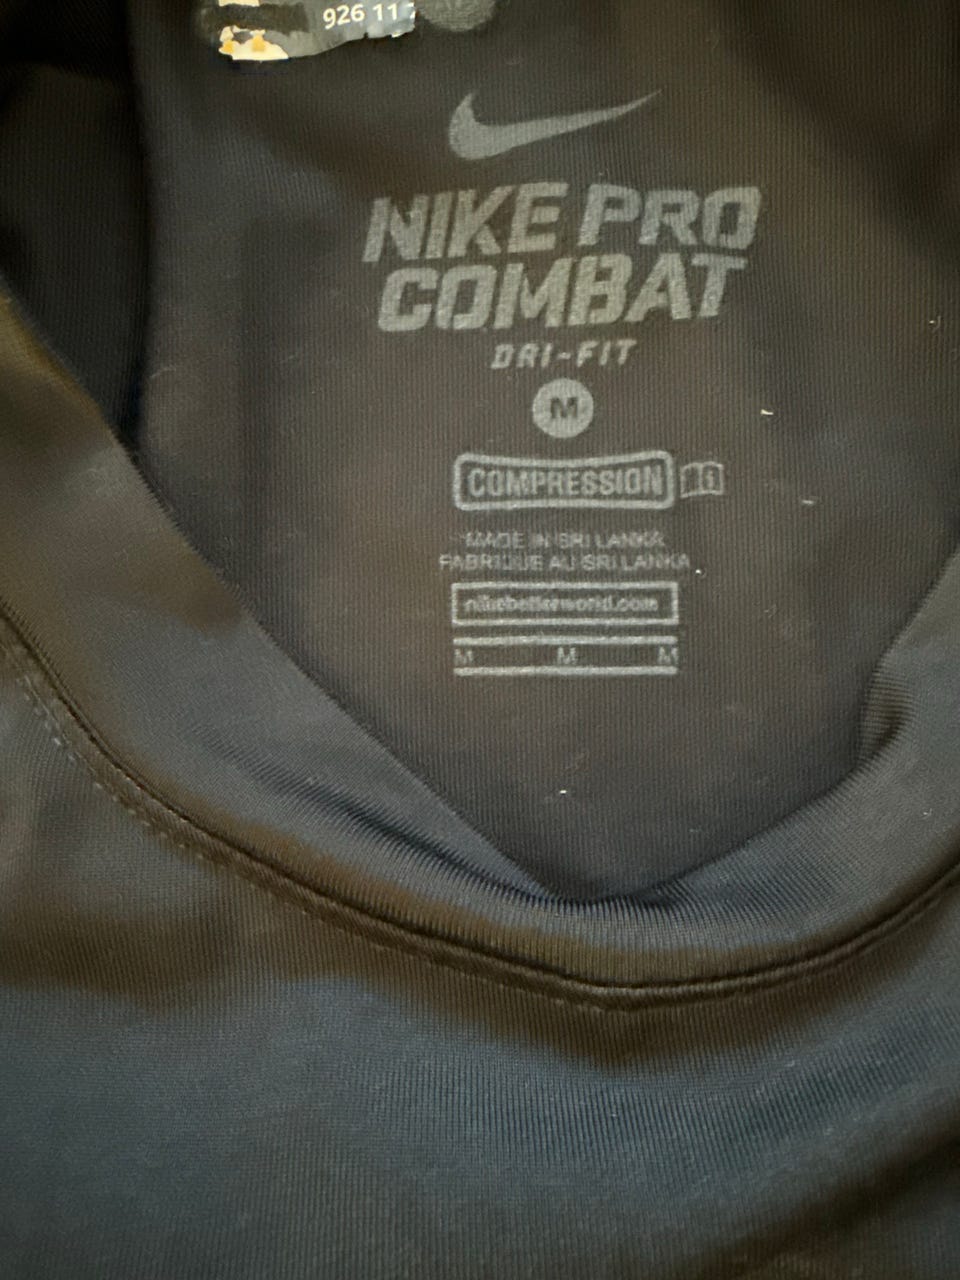 926 11
NIKE PRO
COMBAT
DRI-FIT
M
COMPRESSION
MADE IN SRI LANKA
FABRIQUE AU SRI LANKA
nikebetterworld.com
M M M